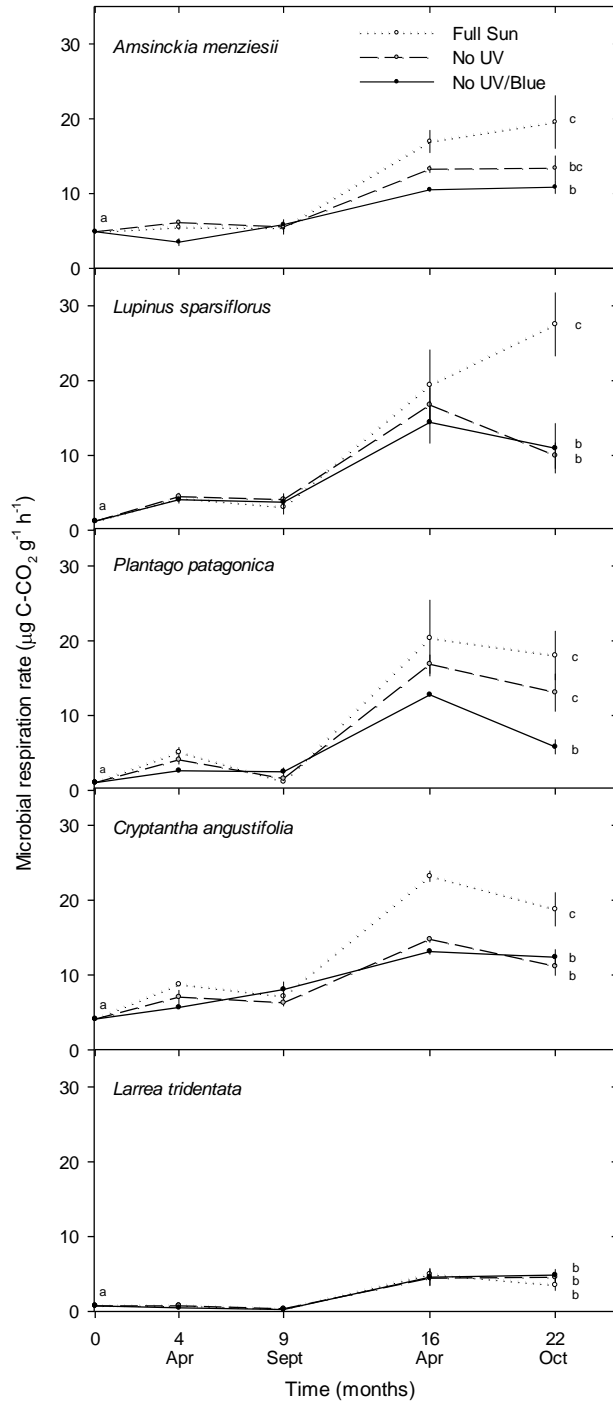 Microbial respiration rate (µg C-CO₂ g⁻¹ h⁻¹)
Amsinckia menziesii
Full Sun
No UV
No UV/Blue
30
20
10
0
a
c
bc
b
Lupinus sparsiflorus
30
20
10
0
a
c
b
b
Plantago patagonica
30
20
10
0
a
c
c
b
Cryptantha angustifolia
30
20
10
0
a
c
b
b
Larrea tridentata
30
20
10
0
a
b
b
b
0 4 9 16 22
Apr Sept Apr Oct
Time (months)